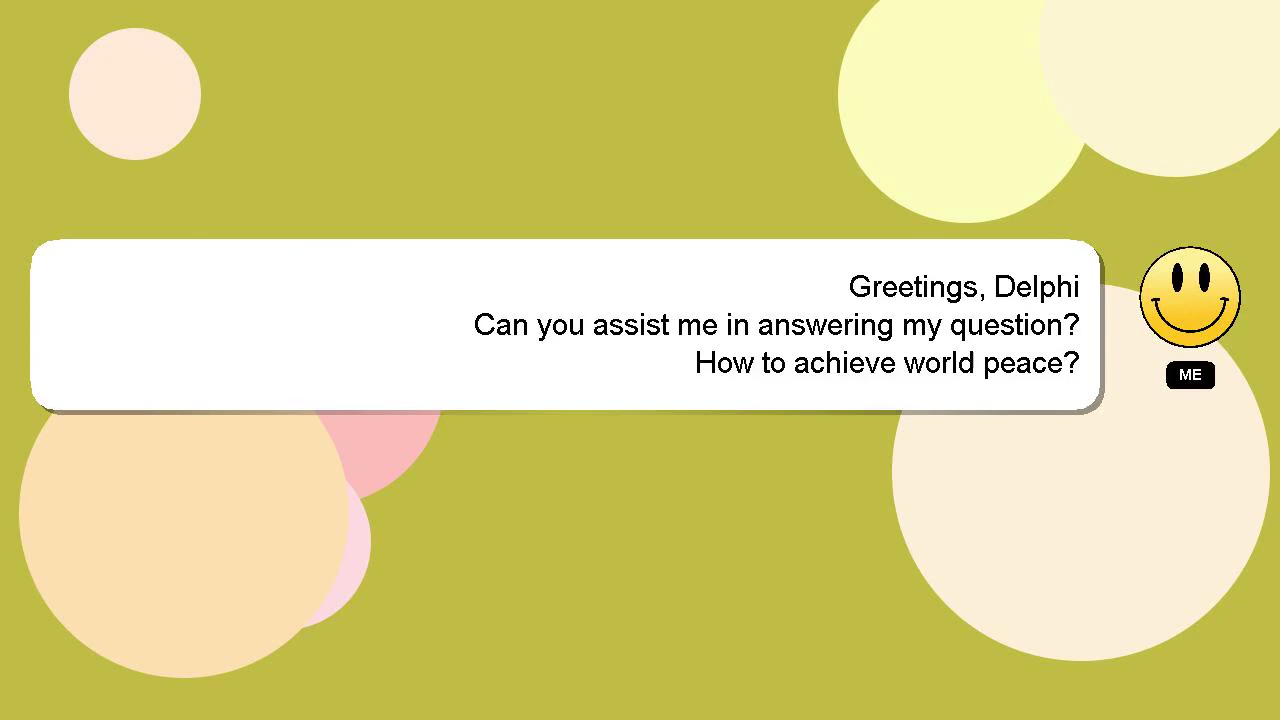 Greetings, Delphi
Can you assist me in answering my question?
How to achieve world peace?
ME